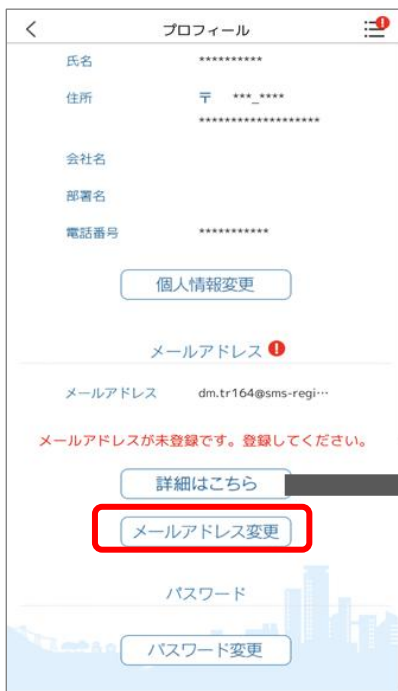 プロフィール
氏名 **********
住所 〒 ***_****
*******************
会社名
部署名
電話番号 ***********
個人情報変更
メールアドレス !
メールアドレス dm.tr164@sms-regi…
メールアドレスが未登録です。登録してください。
詳細はこちら
メールアドレス変更
パスワード
パスワード変更